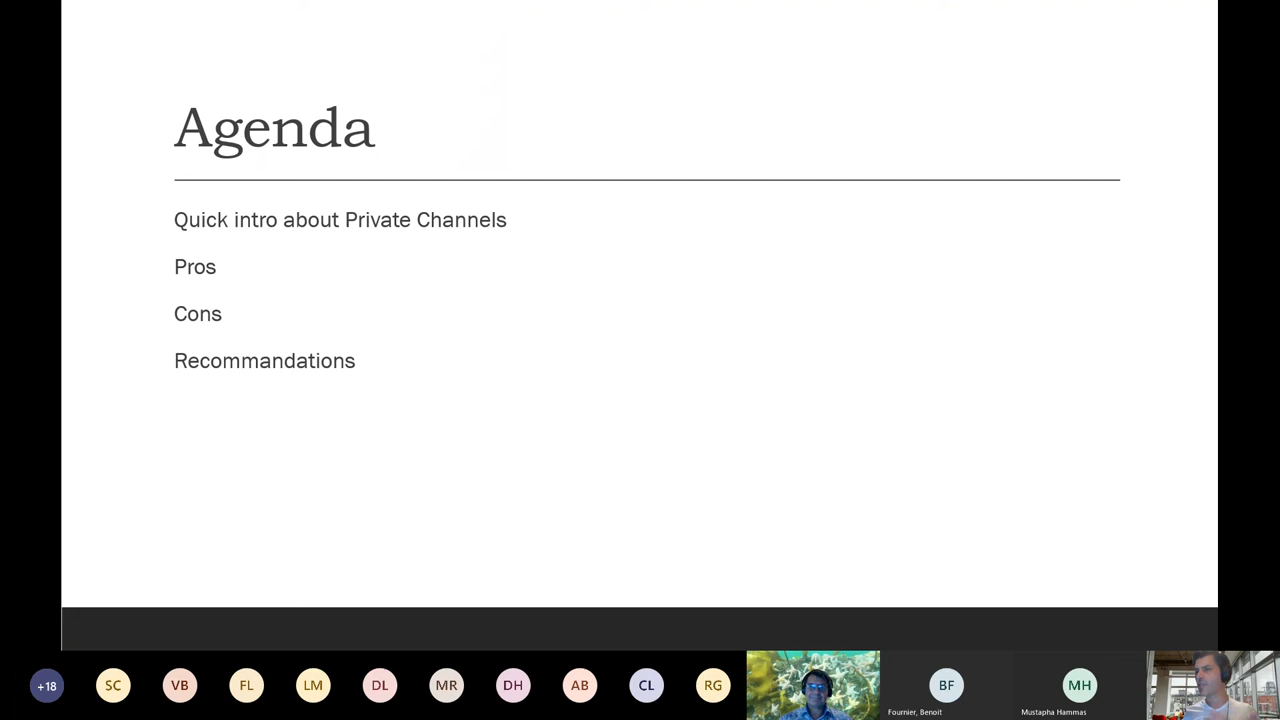 Agenda
Quick intro about Private Channels
Pros
Cons
Recommandations
+18
SC
VB
FL
LM
DL
MR
DH
AB
CL
RG
BF
Fournier, Benoit
MH
Mustapha Hammas